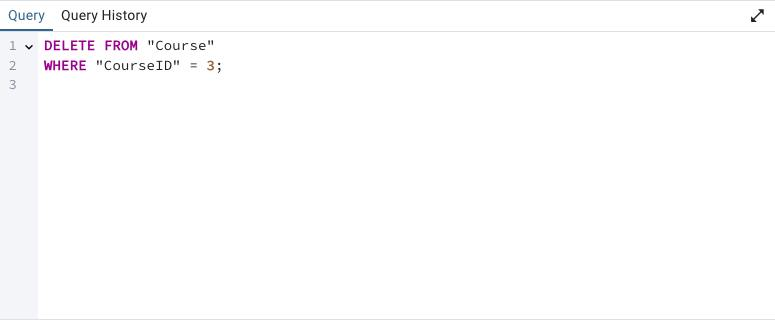 Query Query History
1 DELETE FROM "Course"
2 WHERE "CourseID" = 3;
3